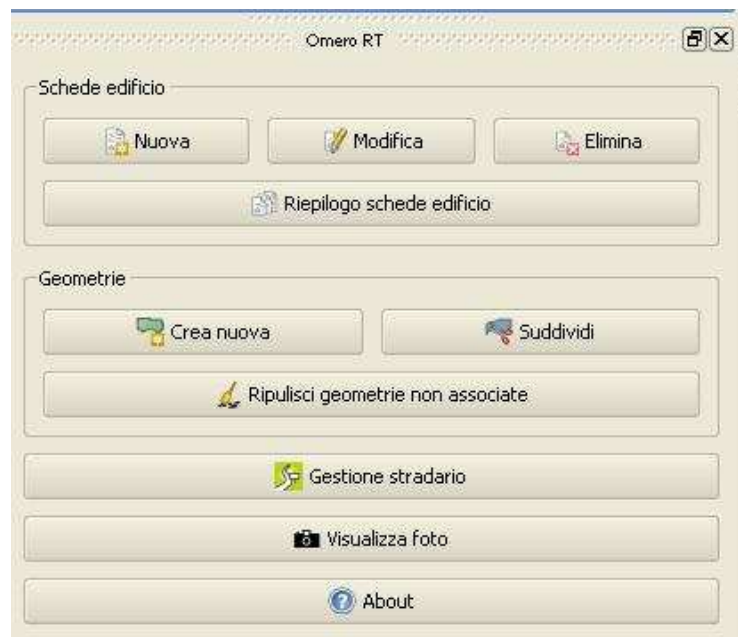 Omero RT
Schede edificio
Nuova Modifica Elimina
Riepilogo schede edificio
Geometrie
Crea nuova Suddividi
Ripulisci geometrie non associate
Gestione stradario
Visualizza foto
About